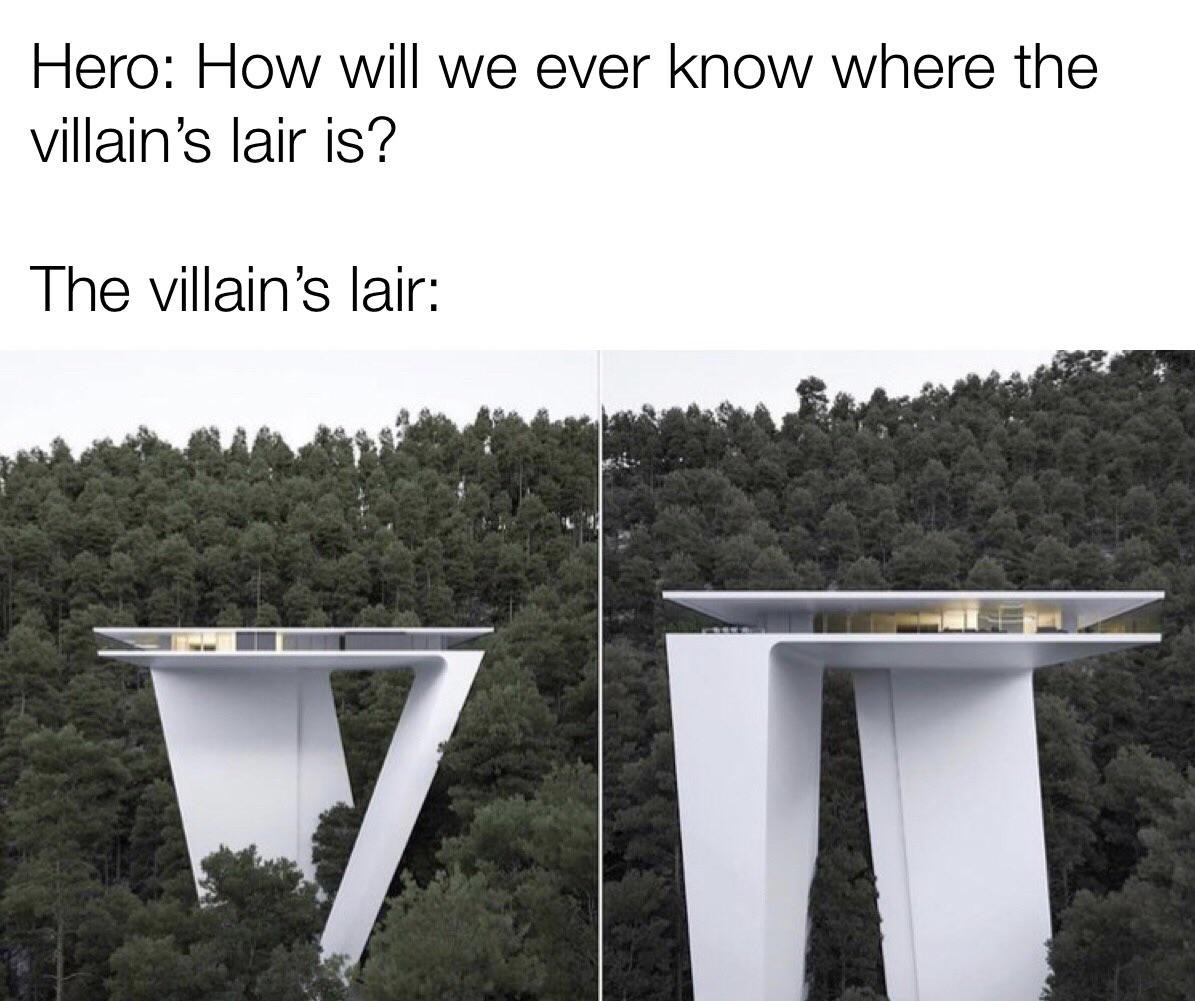 Hero: How will we ever know where the
villain’s lair is?
The villain’s lair: